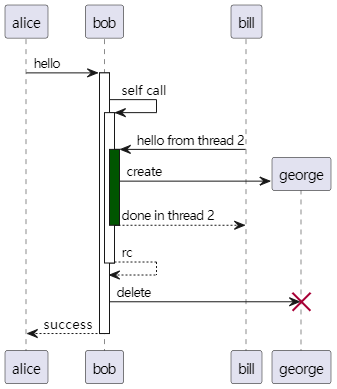 alice bob bill
hello
self call
hello from thread 2
create
george
done in thread 2
rc
delete
success
alice bob bill george